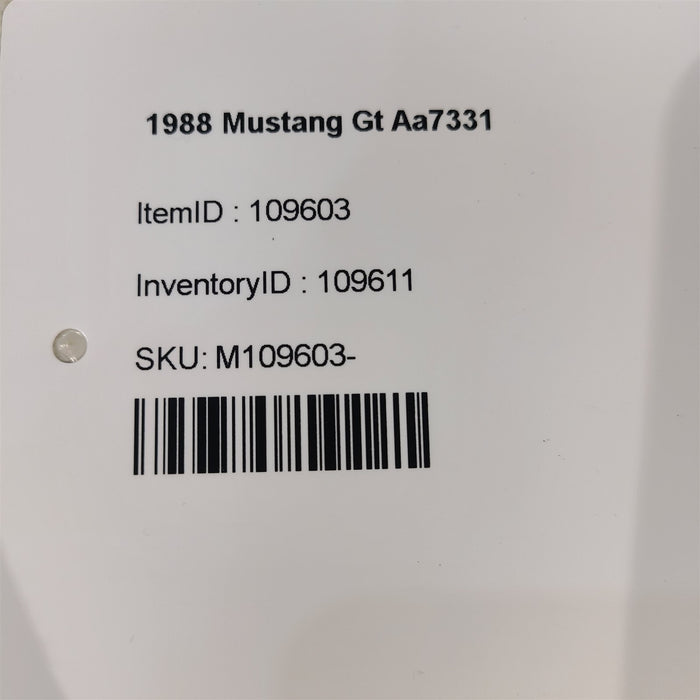 1988 Mustang Gt Aa7331
ItemID : 109603
InventoryID : 109611
SKU: M109603-